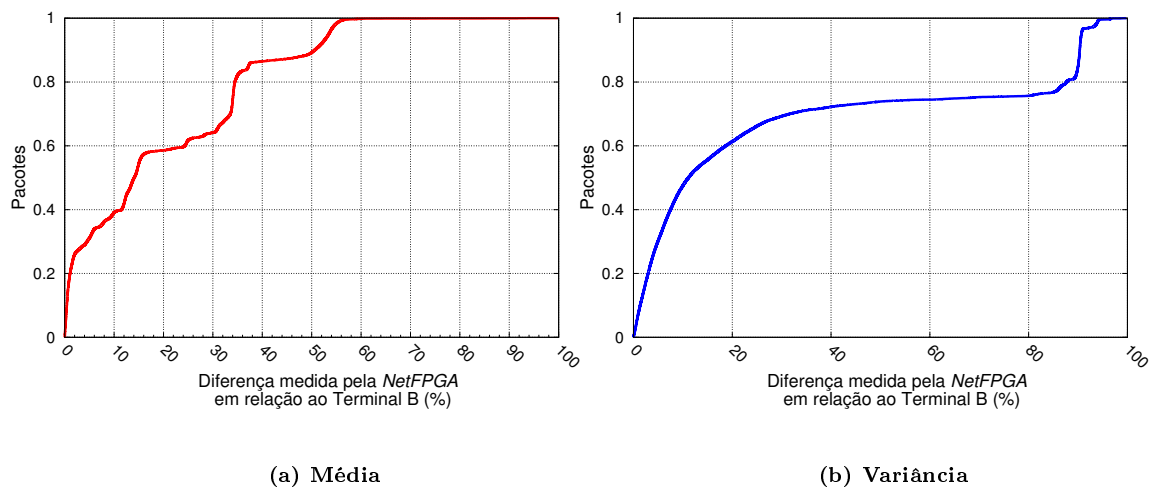 1
0.8
0.6
0.4
0.2
0
Pacotes
0 10 20 30 40 50 60 70 80 90 100
Diferença medida pela NetFPGA
em relação ao Terminal B (%)
(a) Média
1
0.8
0.6
0.4
0.2
0
Pacotes
0 20 40 60 80 100
Diferença medida pela NetFPGA
em relação ao Terminal B (%)
(b) Variância